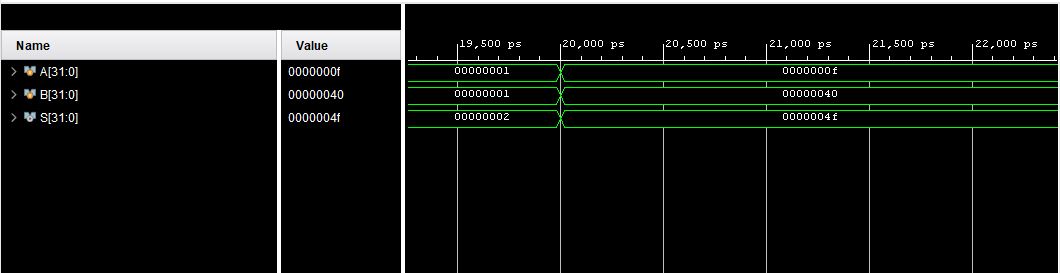 Name Value
19,500 ps 20,000 ps 20,500 ps 21,000 ps 21,500 ps 22,000 ps
A[31:0] 0000000f 00000001 0000000f
B[31:0] 00000040 00000001 00000040
S[31:0] 0000004f 00000002 0000004f